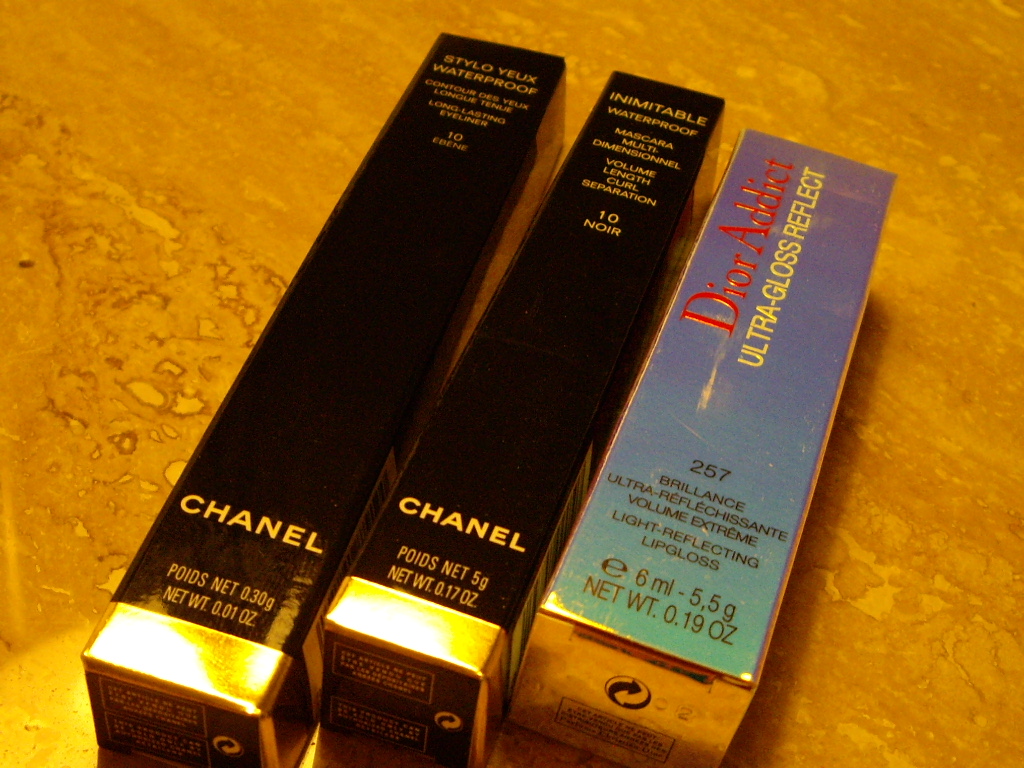 STYLO YEUX
WATERPROOF
CONTOUR DES YEUX
LONGUE TENUE
LONG-LASTING
EYELINER
10
EBÈNE
CHANEL
POIDS NET 0.30g
NET WT. 0.01 OZ.
INIMITABLE
WATERPROOF
MASCARA
MULTI-
DIMENSIONNEL
VOLUME
LENGTH
CURL
SEPARATION
10
NOIR
CHANEL
POIDS NET 5g
NET WT. 0.17 OZ.
Dior Addict
ULTRA-GLOSS REFLECT
257
BRILLANCE
ULTRA-RÉFLÉCHISSANTE
VOLUME EXTRÊME
LIGHT-REFLECTING
LIPGLOSS
e 6 ml - 5,5 g
NET WT. 0.19 OZ